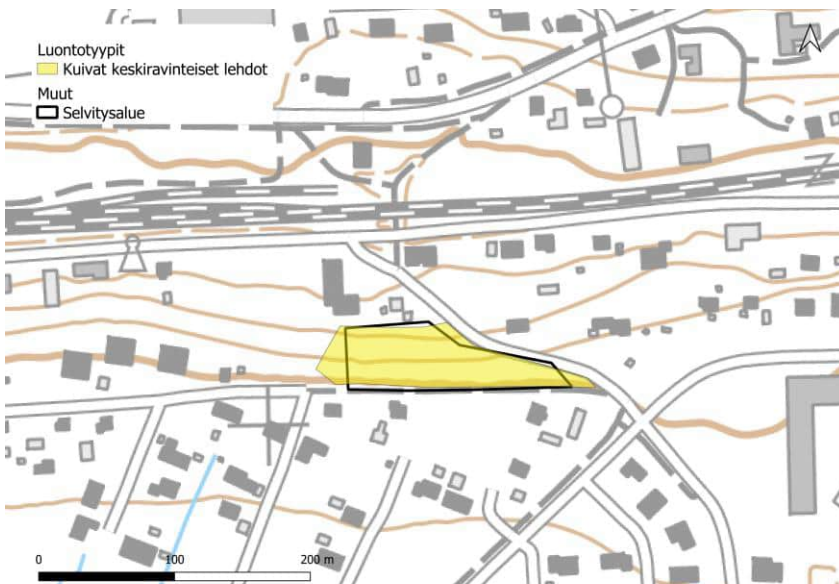 Luontotyypit
Kuivat keskiravinteiset lehdot
Muut
Selvitysalue
0 100 200 m